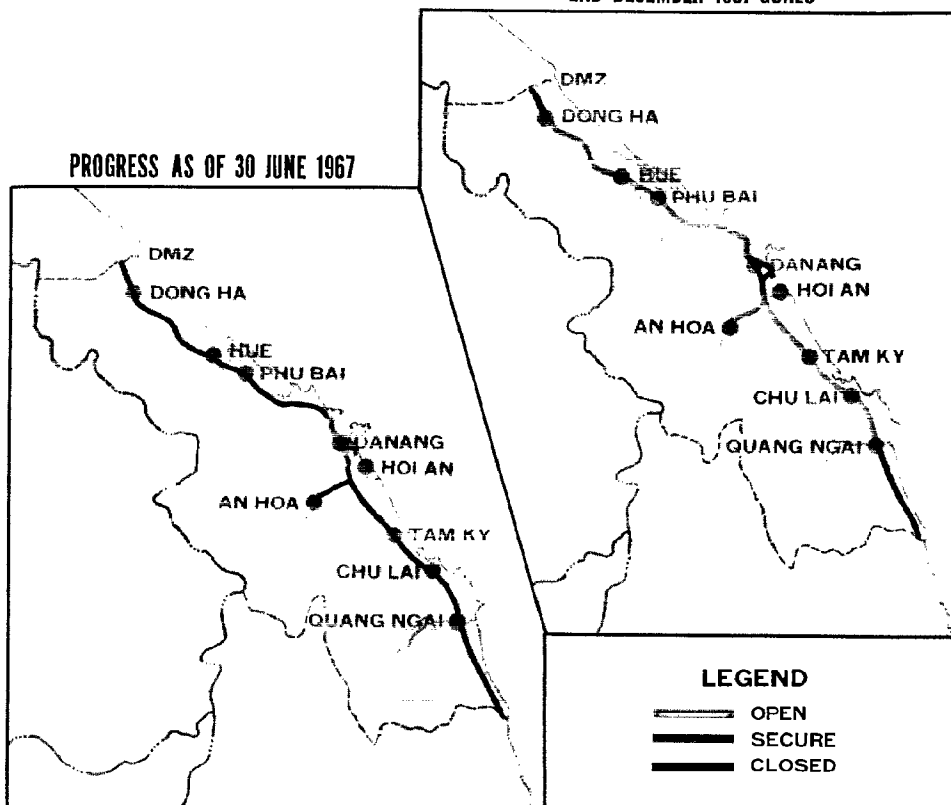 PROGRESS AS OF 30 JUNE 1967
DMZ
DONG HA
HUE
PHU BAI
DANANG
HOI AN
AN HOA
TAM KY
CHU LAI
QUANG NGAI
DMZ
DONG HA
HUE
PHU BAI
DANANG
HOI AN
AN HOA
TAM KY
CHU LAI
QUANG NGAI
LEGEND
OPEN
SECURE
CLOSED